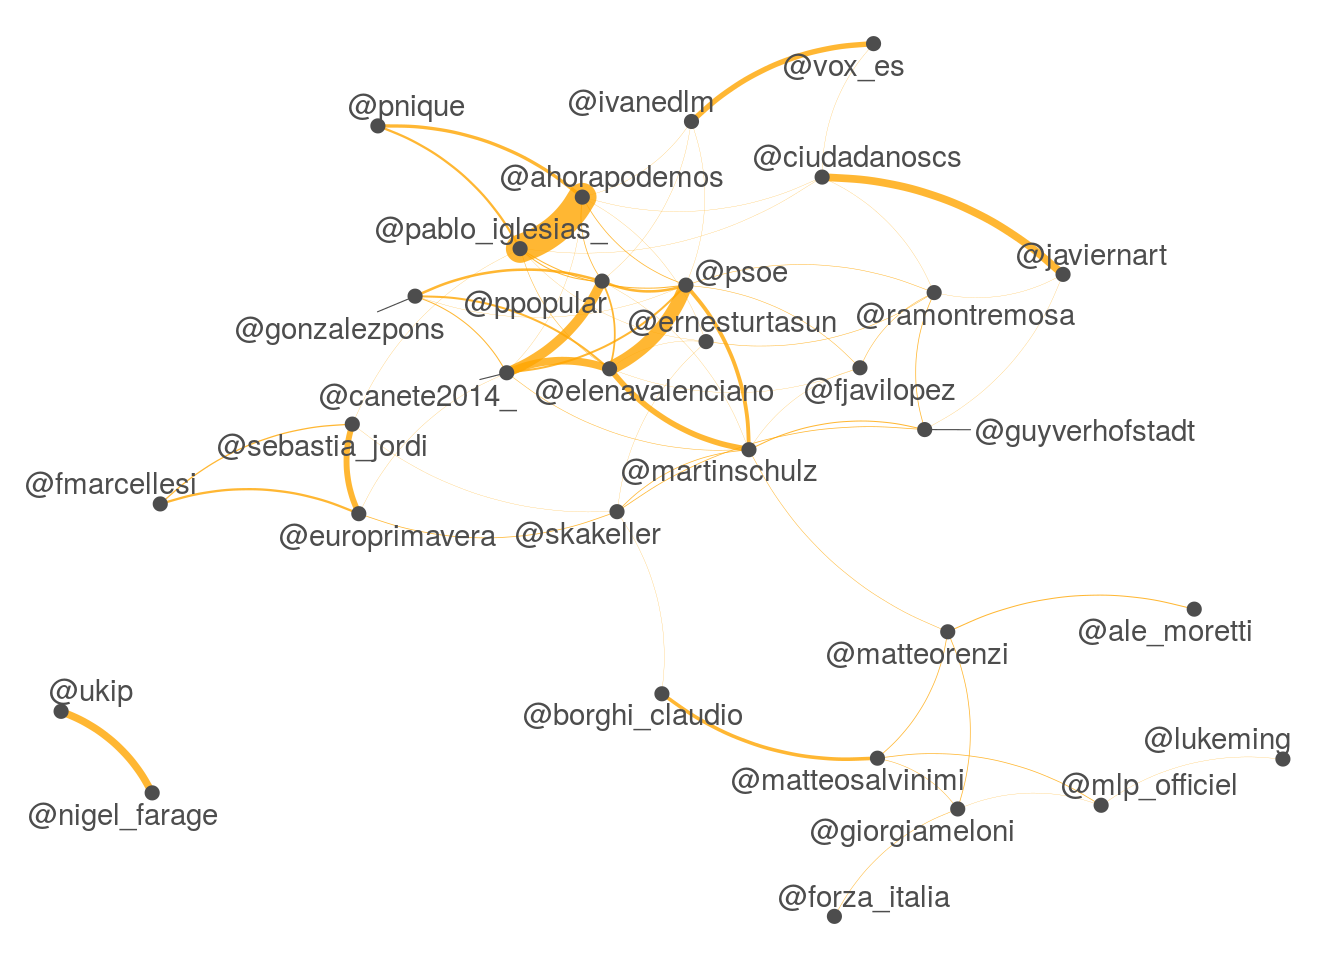 @vox_es
@ivanedlm
@pnique
@ciudadanoscs
@ahorapodemos
@pablo_iglesias_
@javiernart
@psoe
@ppopular
@ramontremosa
@ernesturtasun
@gonzalezpons
@elenavalenciano
@fjavilopez
@canete2014_
@guyverhofstadt
@sebastia_jordi
@martinschulz
@fmarcellesi
@europrimavera
@skakeller
@ale_moretti
@matteorenzi
@ukip
@borghi_claudio
@lukeming
@matteosalvinimi
@mlp_officiel
@nigel_farage
@giorgiameloni
@forza_italia